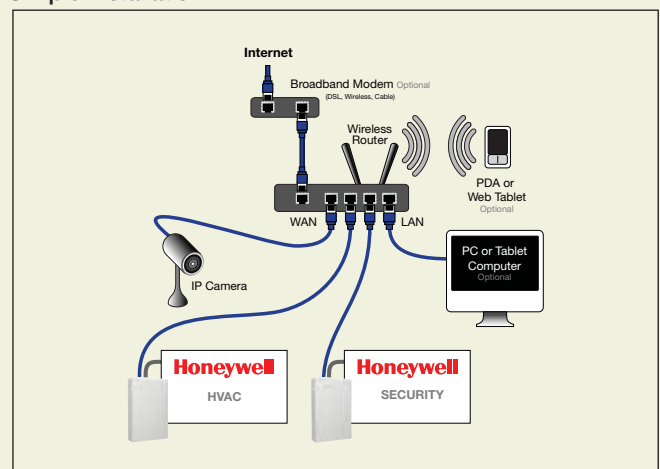 Internet
Broadband Modem Optional
(DSL, Wireless, Cable)
Wireless
Router
PDA or
Web Tablet
Optional
WAN
LAN
PC or Tablet
Computer
Optional
IP Camera
Honeywell
HVAC
Honeywell
SECURITY